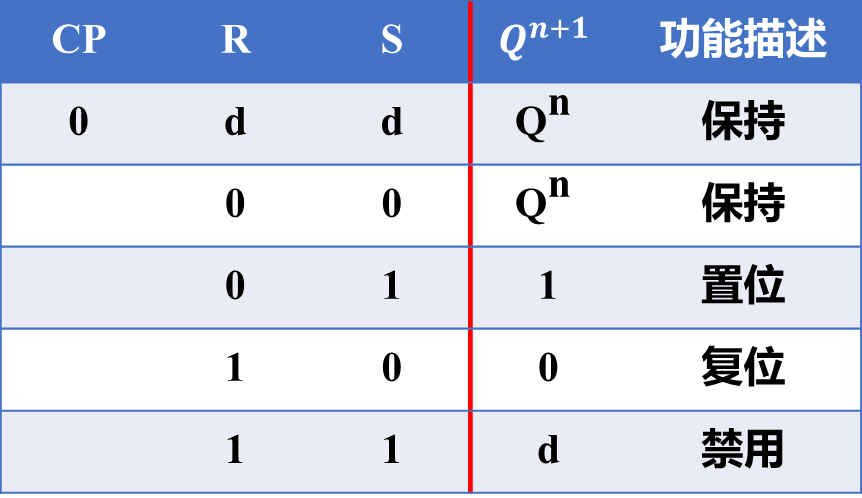 CP R S Qⁿ⁺¹ 功能描述
0 d d Qⁿ 保持
0 0 Qⁿ 保持
0 1 1 置位
1 0 0 复位
1 1 d 禁用